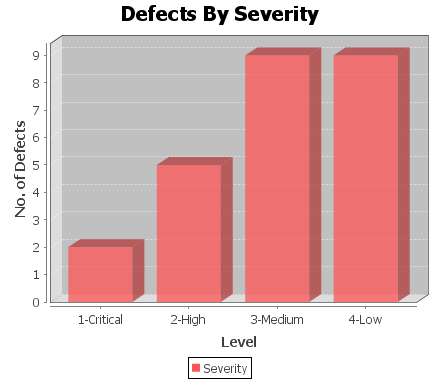 Defects By Severity
No. of Defects
9
8
7
6
5
4
3
2
1
0
1-Critical 2-High 3-Medium 4-Low
Level
Severity